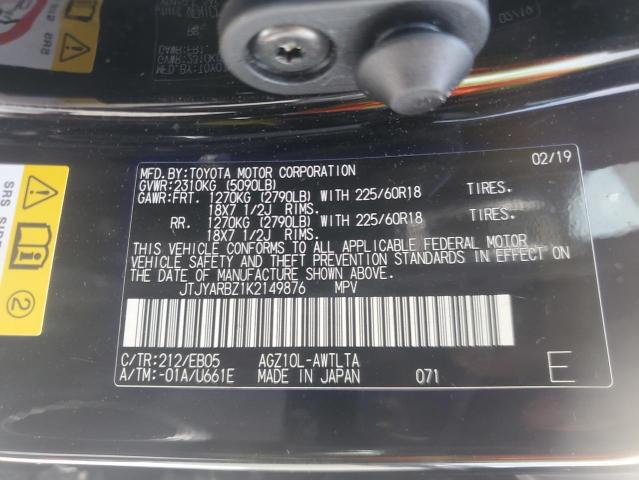 MFD. BY:TOYOTA MOTOR CORPORATION 02/19
GVWR:2310KG (5090LB)
GAWR:FRT. 1270KG (2790LB) WITH 225/60R18 TIRES.
18X7 1/2J RIMS.
RR. 1270KG (2790LB) WITH 225/60R18 TIRES.
18X7 1/2J RIMS.
THIS VEHICLE CONFORMS TO ALL APPLICABLE FEDERAL MOTOR
VEHICLE SAFETY AND THEFT PREVENTION STANDARDS IN EFFECT ON
THE DATE OF MANUFACTURE SHOWN ABOVE.
JTJYARBZ1K2149876 MPV
C/TR:212/EB05 AGZ10L-AWTLTA
A/TM:-01A/U661E MADE IN JAPAN 071 E
SRS SIDE
2